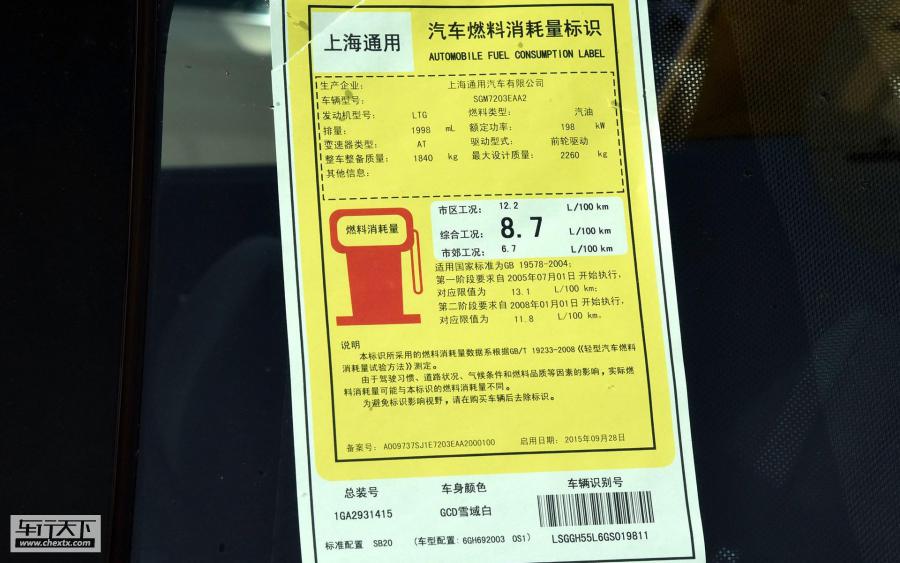 上海通用
汽车燃料消耗量标识
AUTOMOBILE FUEL CONSUMPTION LABEL
生产企业： 上海通用汽车有限公司
车辆型号： SGM7203EAA2
发动机型号： LTG 燃料类型： 汽油
排量： 1998 mL 额定功率： 198 kW
变速器类型： AT 驱动型式： 前轮驱动
整车整备质量： 1840 kg 最大设计质量： 2260 kg
其他信息：
燃料消耗量
市区工况： 12.2 L/100 km
综合工况： 8.7 L/100 km
市郊工况： 6.7 L/100 km
适用国家标准为GB 19578-2004；
第一阶段要求自2005年07月01日 开始执行，
对应限值为 13.1 L/100 km；
第二阶段要求自2008年01月01日 开始执行，
对应限值为 11.8 L/100 km。
说明
本标识所采用的燃料消耗量数据系根据GB/T 19233-2008《轻型汽车燃料
消耗量试验方法》测定。
由于驾驶习惯、道路状况、气候条件和燃料品质等因素的影响，实际燃
料消耗量可能与本标识的燃料消耗量不同。
为避免标识影响视野，请在购买车辆后去除标识。
备案号： A009737SJ1E7203EAA2000100 启用日期： 2015年09月28日
总装号 车身颜色 车辆识别号
1GA2931415 GCD雪域白
LSGGH55L6GS019811
标准配置 SB20 （车型配置：6GH692003 0S1）
车行天下
www.chextx.com